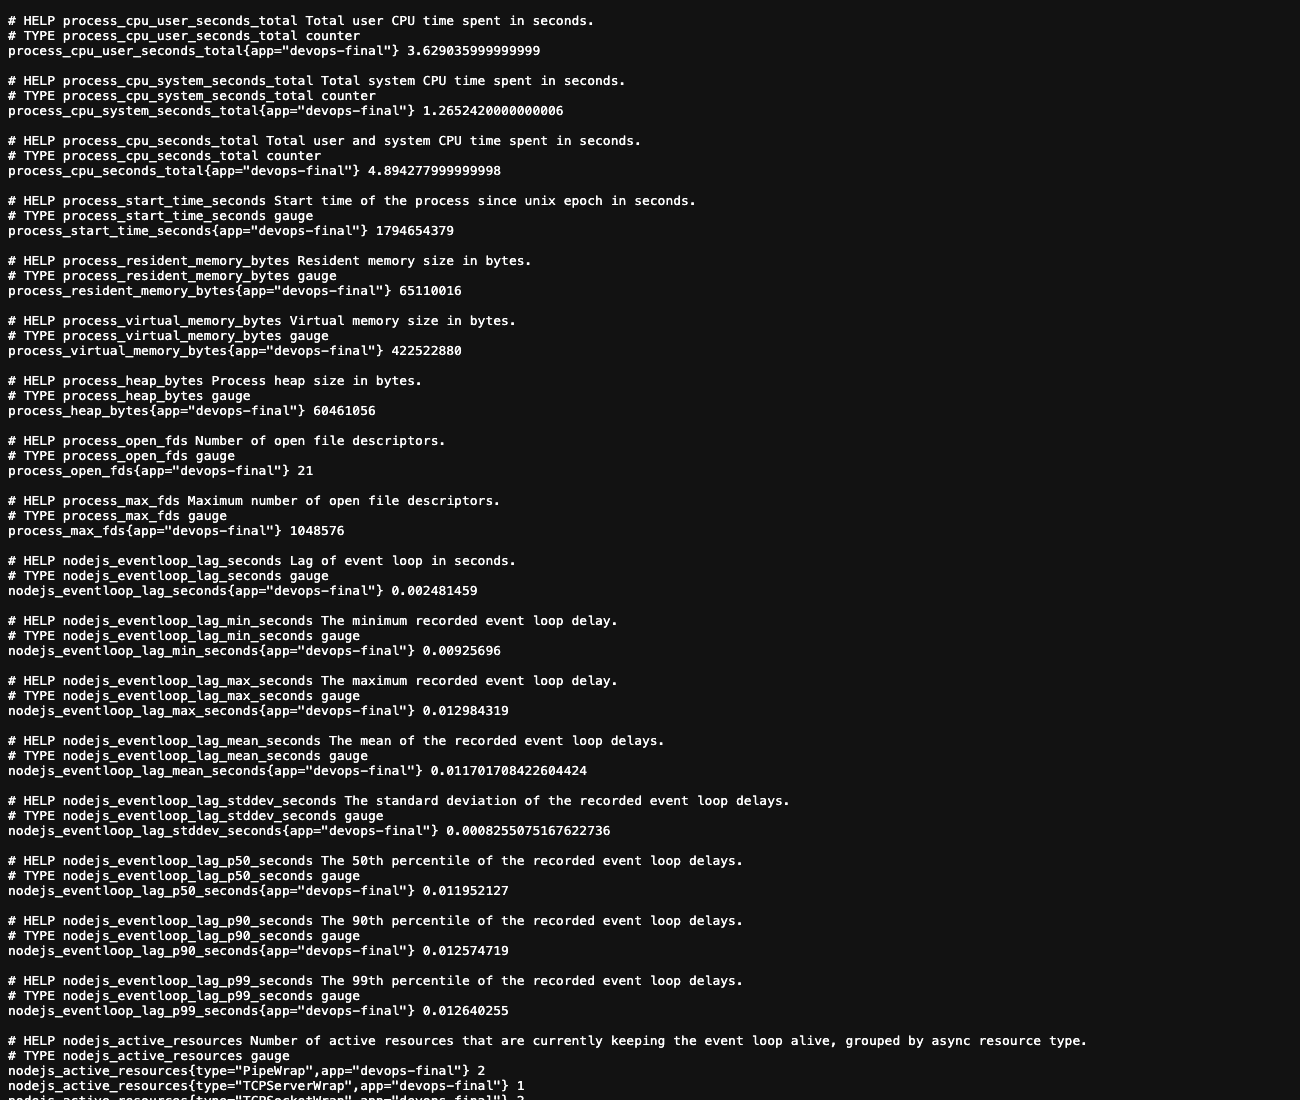 # HELP process_cpu_user_seconds_total Total user CPU time spent in seconds.
# TYPE process_cpu_user_seconds_total counter
process_cpu_user_seconds_total{app="devops-final"} 3.629035999999999

# HELP process_cpu_system_seconds_total Total system CPU time spent in seconds.
# TYPE process_cpu_system_seconds_total counter
process_cpu_system_seconds_total{app="devops-final"} 1.2652420000000006

# HELP process_cpu_seconds_total Total user and system CPU time spent in seconds.
# TYPE process_cpu_seconds_total counter
process_cpu_seconds_total{app="devops-final"} 4.894277999999998

# HELP process_start_time_seconds Start time of the process since unix epoch in seconds.
# TYPE process_start_time_seconds gauge
process_start_time_seconds{app="devops-final"} 1794654379

# HELP process_resident_memory_bytes Resident memory size in bytes.
# TYPE process_resident_memory_bytes gauge
process_resident_memory_bytes{app="devops-final"} 65110016

# HELP process_virtual_memory_bytes Virtual memory size in bytes.
# TYPE process_virtual_memory_bytes gauge
process_virtual_memory_bytes{app="devops-final"} 422522880

# HELP process_heap_bytes Process heap size in bytes.
# TYPE process_heap_bytes gauge
process_heap_bytes{app="devops-final"} 60461056

# HELP process_open_fds Number of open file descriptors.
# TYPE process_open_fds gauge
process_open_fds{app="devops-final"} 21

# HELP process_max_fds Maximum number of open file descriptors.
# TYPE process_max_fds gauge
process_max_fds{app="devops-final"} 1048576

# HELP nodejs_eventloop_lag_seconds Lag of event loop in seconds.
# TYPE nodejs_eventloop_lag_seconds gauge
nodejs_eventloop_lag_seconds{app="devops-final"} 0.002481459

# HELP nodejs_eventloop_lag_min_seconds The minimum recorded event loop delay.
# TYPE nodejs_eventloop_lag_min_seconds gauge
nodejs_eventloop_lag_min_seconds{app="devops-final"} 0.00925696

# HELP nodejs_eventloop_lag_max_seconds The maximum recorded event loop delay.
# TYPE nodejs_eventloop_lag_max_seconds gauge
nodejs_eventloop_lag_max_seconds{app="devops-final"} 0.012984319

# HELP nodejs_eventloop_lag_mean_seconds The mean of the recorded event loop delays.
# TYPE nodejs_eventloop_lag_mean_seconds gauge
nodejs_eventloop_lag_mean_seconds{app="devops-final"} 0.011701708422604424

# HELP nodejs_eventloop_lag_stddev_seconds The standard deviation of the recorded event loop delays.
# TYPE nodejs_eventloop_lag_stddev_seconds gauge
nodejs_eventloop_lag_stddev_seconds{app="devops-final"} 0.0008255075167622736

# HELP nodejs_eventloop_lag_p50_seconds The 50th percentile of the recorded event loop delays.
# TYPE nodejs_eventloop_lag_p50_seconds gauge
nodejs_eventloop_lag_p50_seconds{app="devops-final"} 0.011952127

# HELP nodejs_eventloop_lag_p90_seconds The 90th percentile of the recorded event loop delays.
# TYPE nodejs_eventloop_lag_p90_seconds gauge
nodejs_eventloop_lag_p90_seconds{app="devops-final"} 0.012574719

# HELP nodejs_eventloop_lag_p99_seconds The 99th percentile of the recorded event loop delays.
# TYPE nodejs_eventloop_lag_p99_seconds gauge
nodejs_eventloop_lag_p99_seconds{app="devops-final"} 0.012640255

# HELP nodejs_active_resources Number of active resources that are currently keeping the event loop alive, grouped by async resource type.
# TYPE nodejs_active_resources gauge
nodejs_active_resources{type="PipeWrap",app="devops-final"} 2
nodejs_active_resources{type="TCPServerWrap",app="devops-final"} 1
nodejs_active_resources{type="TCPSocketWrap",app="devops-final"}